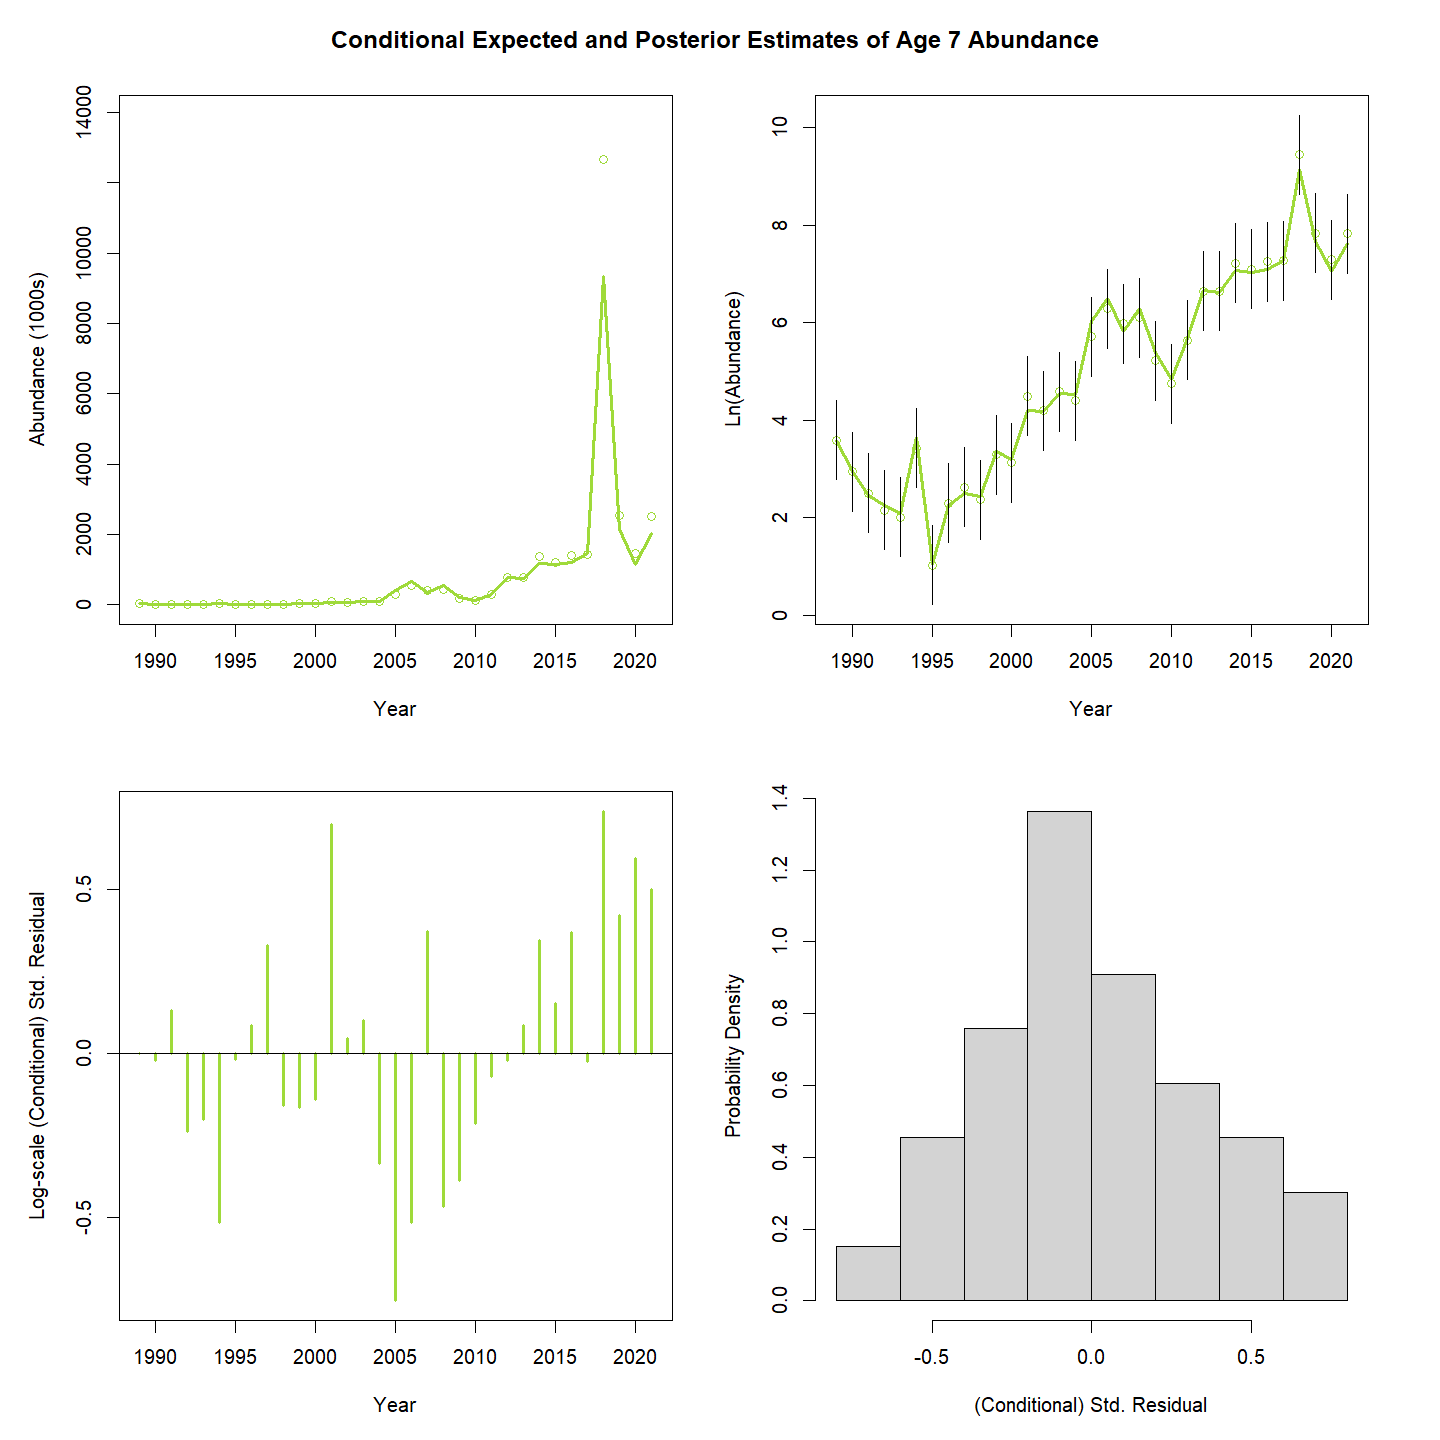 Conditional Expected and Posterior Estimates of Age 7 Abundance
Abundance (1000s)
0 2000 4000 6000 8000 10000 14000
1990 1995 2000 2005 2010 2015 2020
Year
Ln(Abundance)
0 2 4 6 8 10
1990 1995 2000 2005 2010 2015 2020
Year
Log-scale (Conditional) Std. Residual
-0.5 0.0 0.5
1990 1995 2000 2005 2010 2015 2020
Year
Probability Density
0.0 0.2 0.4 0.6 0.8 1.0 1.2 1.4
-0.5 0.0 0.5
(Conditional) Std. Residual